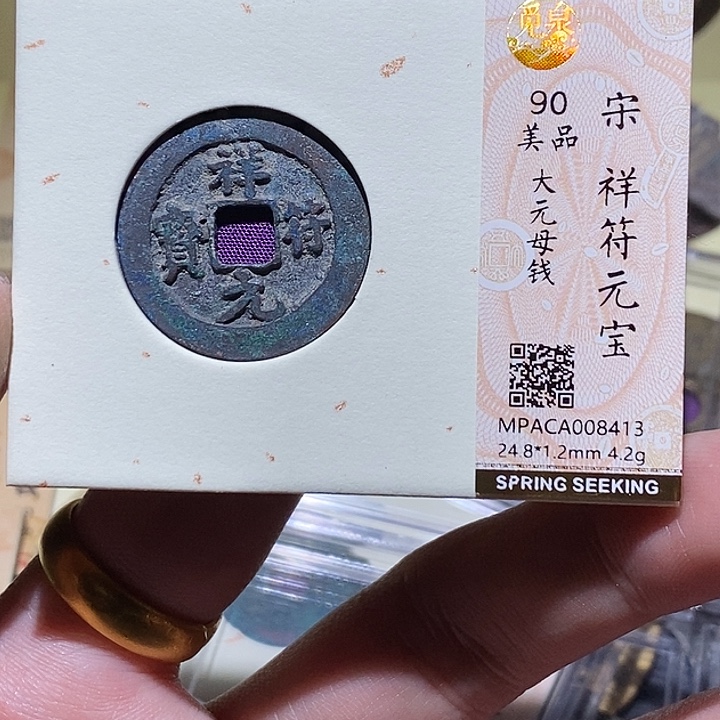 觅泉
宋 祥符元宝
90
美品
大元母钱
MPACA008413
24.8*1.2mm 4.2g
SPRING SEEKING
祥符元寳